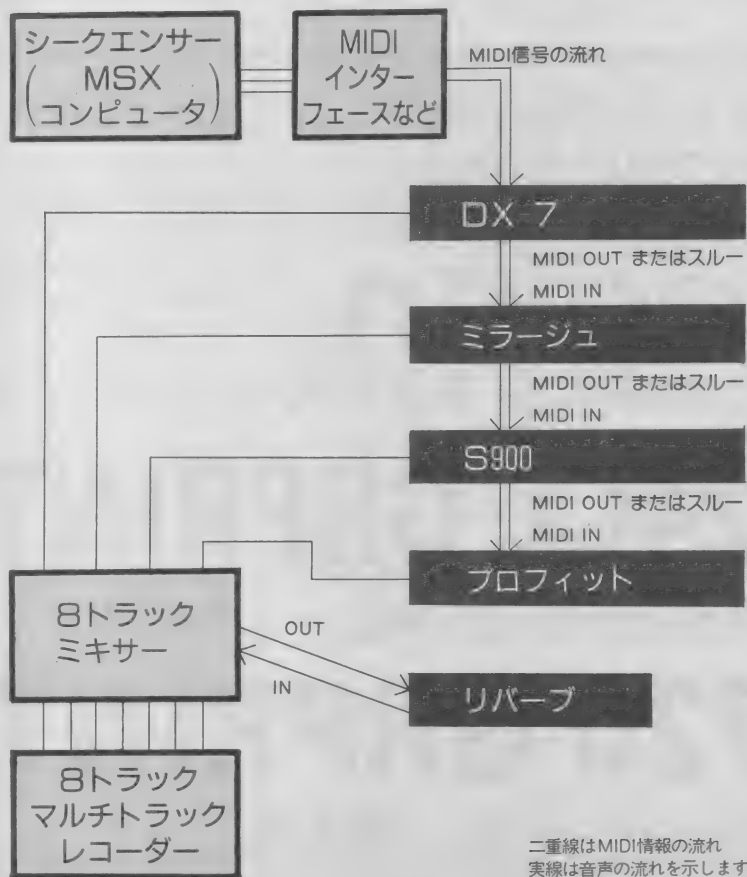 シークエンサー
(MSX
コンピュータ)
MIDI
インター
フェースなど
MIDI信号の流れ
DX-7
MIDI OUT またはスルー
MIDI IN
ミラージュ
MIDI OUT またはスルー
MIDI IN
S900
MIDI OUT またはスルー
MIDI IN
プロフィット
8トラック
ミキサー
OUT
IN
リバーブ
8トラック
マルチトラック
レコーダー
二重線はMIDI情報の流れ
実線は音声の流れを示します